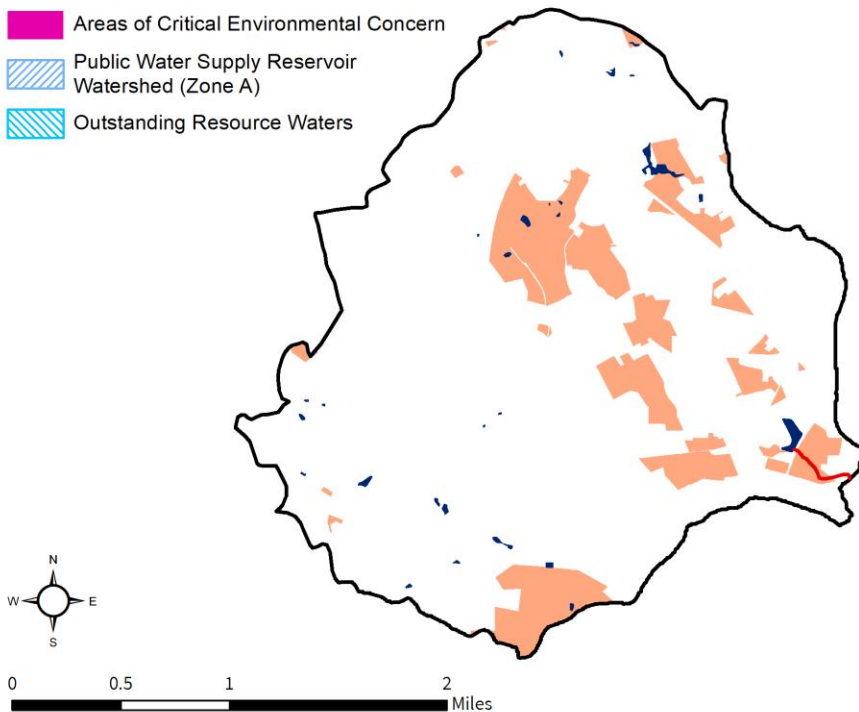 Areas of Critical Environmental Concern
Public Water Supply Reservoir
Watershed (Zone A)
Outstanding Resource Waters
N
W E
S
0 0.5 1 2
Miles